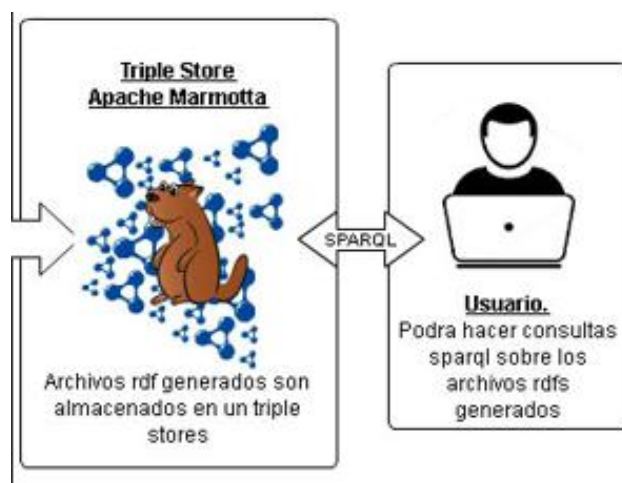 Triple Store
Apache Marmotta
Archivos rdf generados son
almacenados en un triple
stores
SPARQL
Usuario.
Podra hacer consultas
sparql sobre los
archivos rdfs
generados